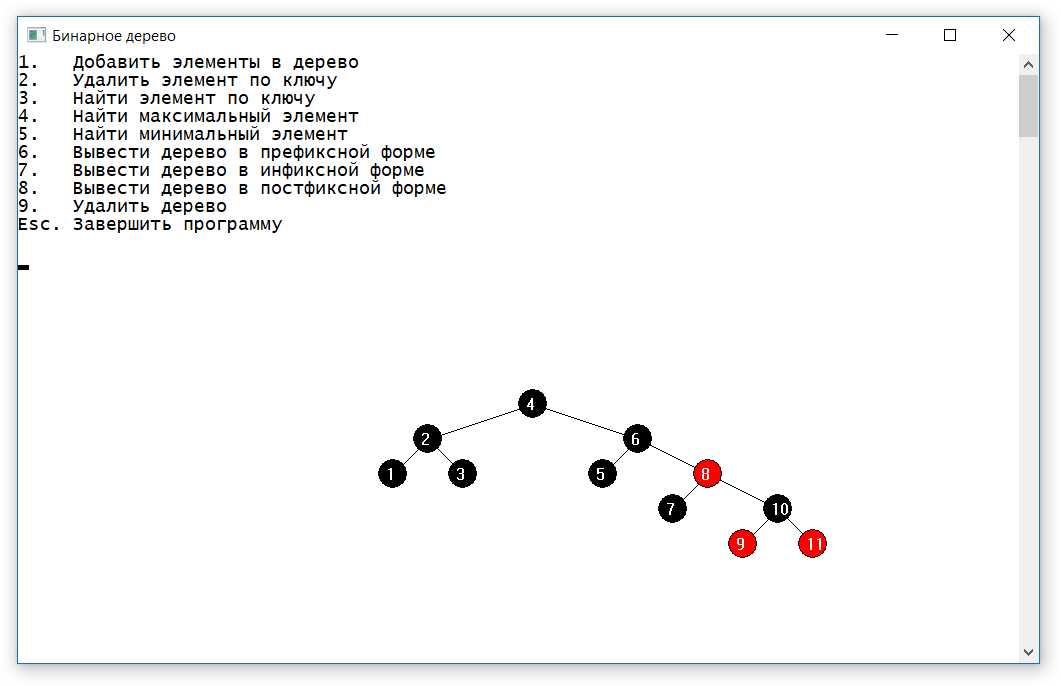 Бинарное дерево
1. Добавить элементы в дерево
2. Удалить элемент по ключу
3. Найти элемент по ключу
4. Найти максимальный элемент
5. Найти минимальный элемент
6. Вывести дерево в префиксной форме
7. Вывести дерево в инфиксной форме
8. Вывести дерево в постфиксной форме
9. Удалить дерево
Esc. Завершить программу
4
2 6
1 3 5 8
7 10
9 11